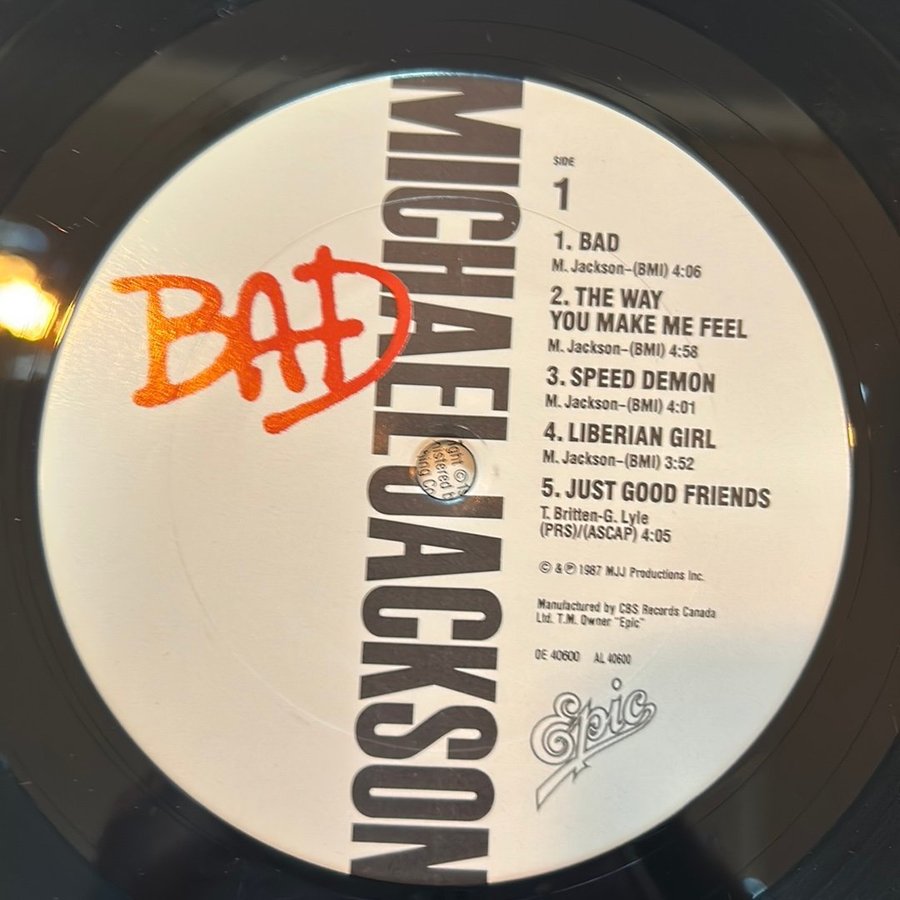 BAD
MICHAEL JACKSON
SIDE
1
1. BAD
M. Jackson–(BMI) 4:06
2. THE WAY
YOU MAKE ME FEEL
M. Jackson–(BMI) 4:58
3. SPEED DEMON
M. Jackson–(BMI) 4:01
4. LIBERIAN GIRL
M. Jackson–(BMI) 3:52
5. JUST GOOD FRIENDS
T. Britten-G. Lyle
(PRS)/(ASCAP) 4:05
© & ℗ 1987 MJJ Productions Inc.
Manufactured by CBS Records Canada
Ltd. T.M. Owner "Epic"
OE 40600 AL 40600
Epic